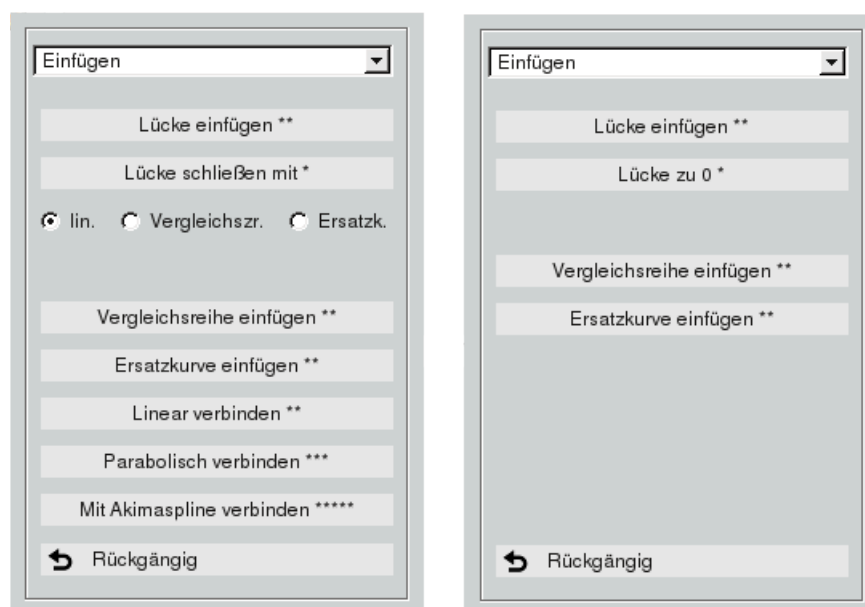 Einfügen
Lücke einfügen **
Lücke schließen mit *
lin. Vergleichszr. Ersatzk.
Vergleichsreihe einfügen **
Ersatzkurve einfügen **
Linear verbinden **
Parabolisch verbinden ***
Mit Akimaspline verbinden *****
Rückgängig
Einfügen
Lücke einfügen **
Lücke zu 0 *
Vergleichsreihe einfügen **
Ersatzkurve einfügen **
Rückgängig